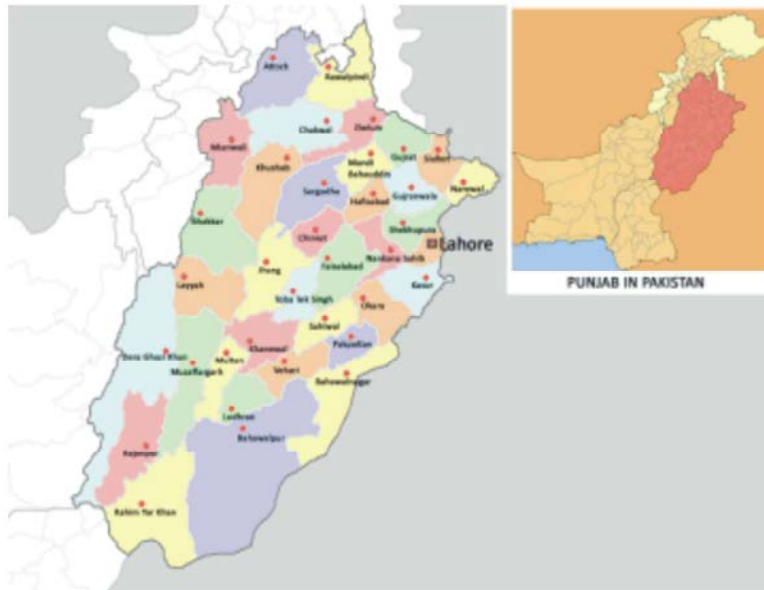 Attock
Rawalpindi
Chakwal
Jhelum
Mianwali
Khushab
Mandi
Bahauddin
Gujrat
Sialkot
Sargodha
Hafizabad
Gujranwala
Narowal
Bhakkar
Chiniot
Sheikhupura
Lahore
Nankana Sahib
Jhang
Faisalabad
Kasur
Layyah
Toba Tek Singh
Okara
Sahiwal
Dera Ghazi Khan
Muzaffargarh
Multan
Khanewal
Pakpattan
Vehari
Bahawalnagar
Lodhran
Bahawalpur
Rajanpur
Rahim Yar Khan
PUNJAB IN PAKISTAN